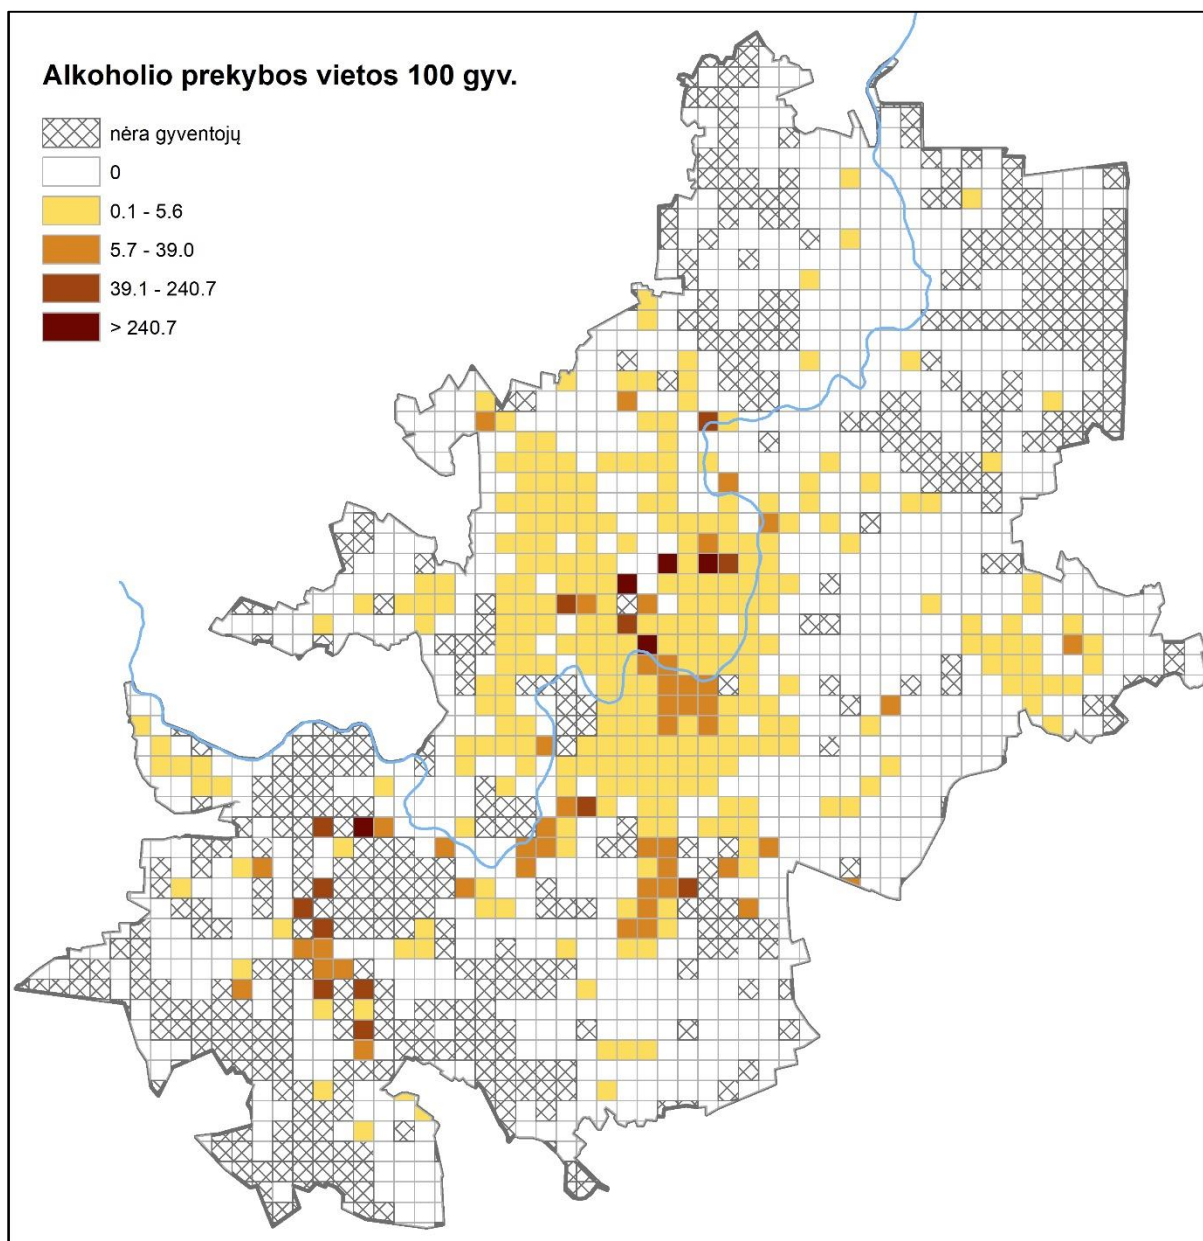 Alkoholio prekybos vietos 100 gyv.
nėra gyventojų
0
0.1 - 5.6
5.7 - 39.0
39.1 - 240.7
> 240.7